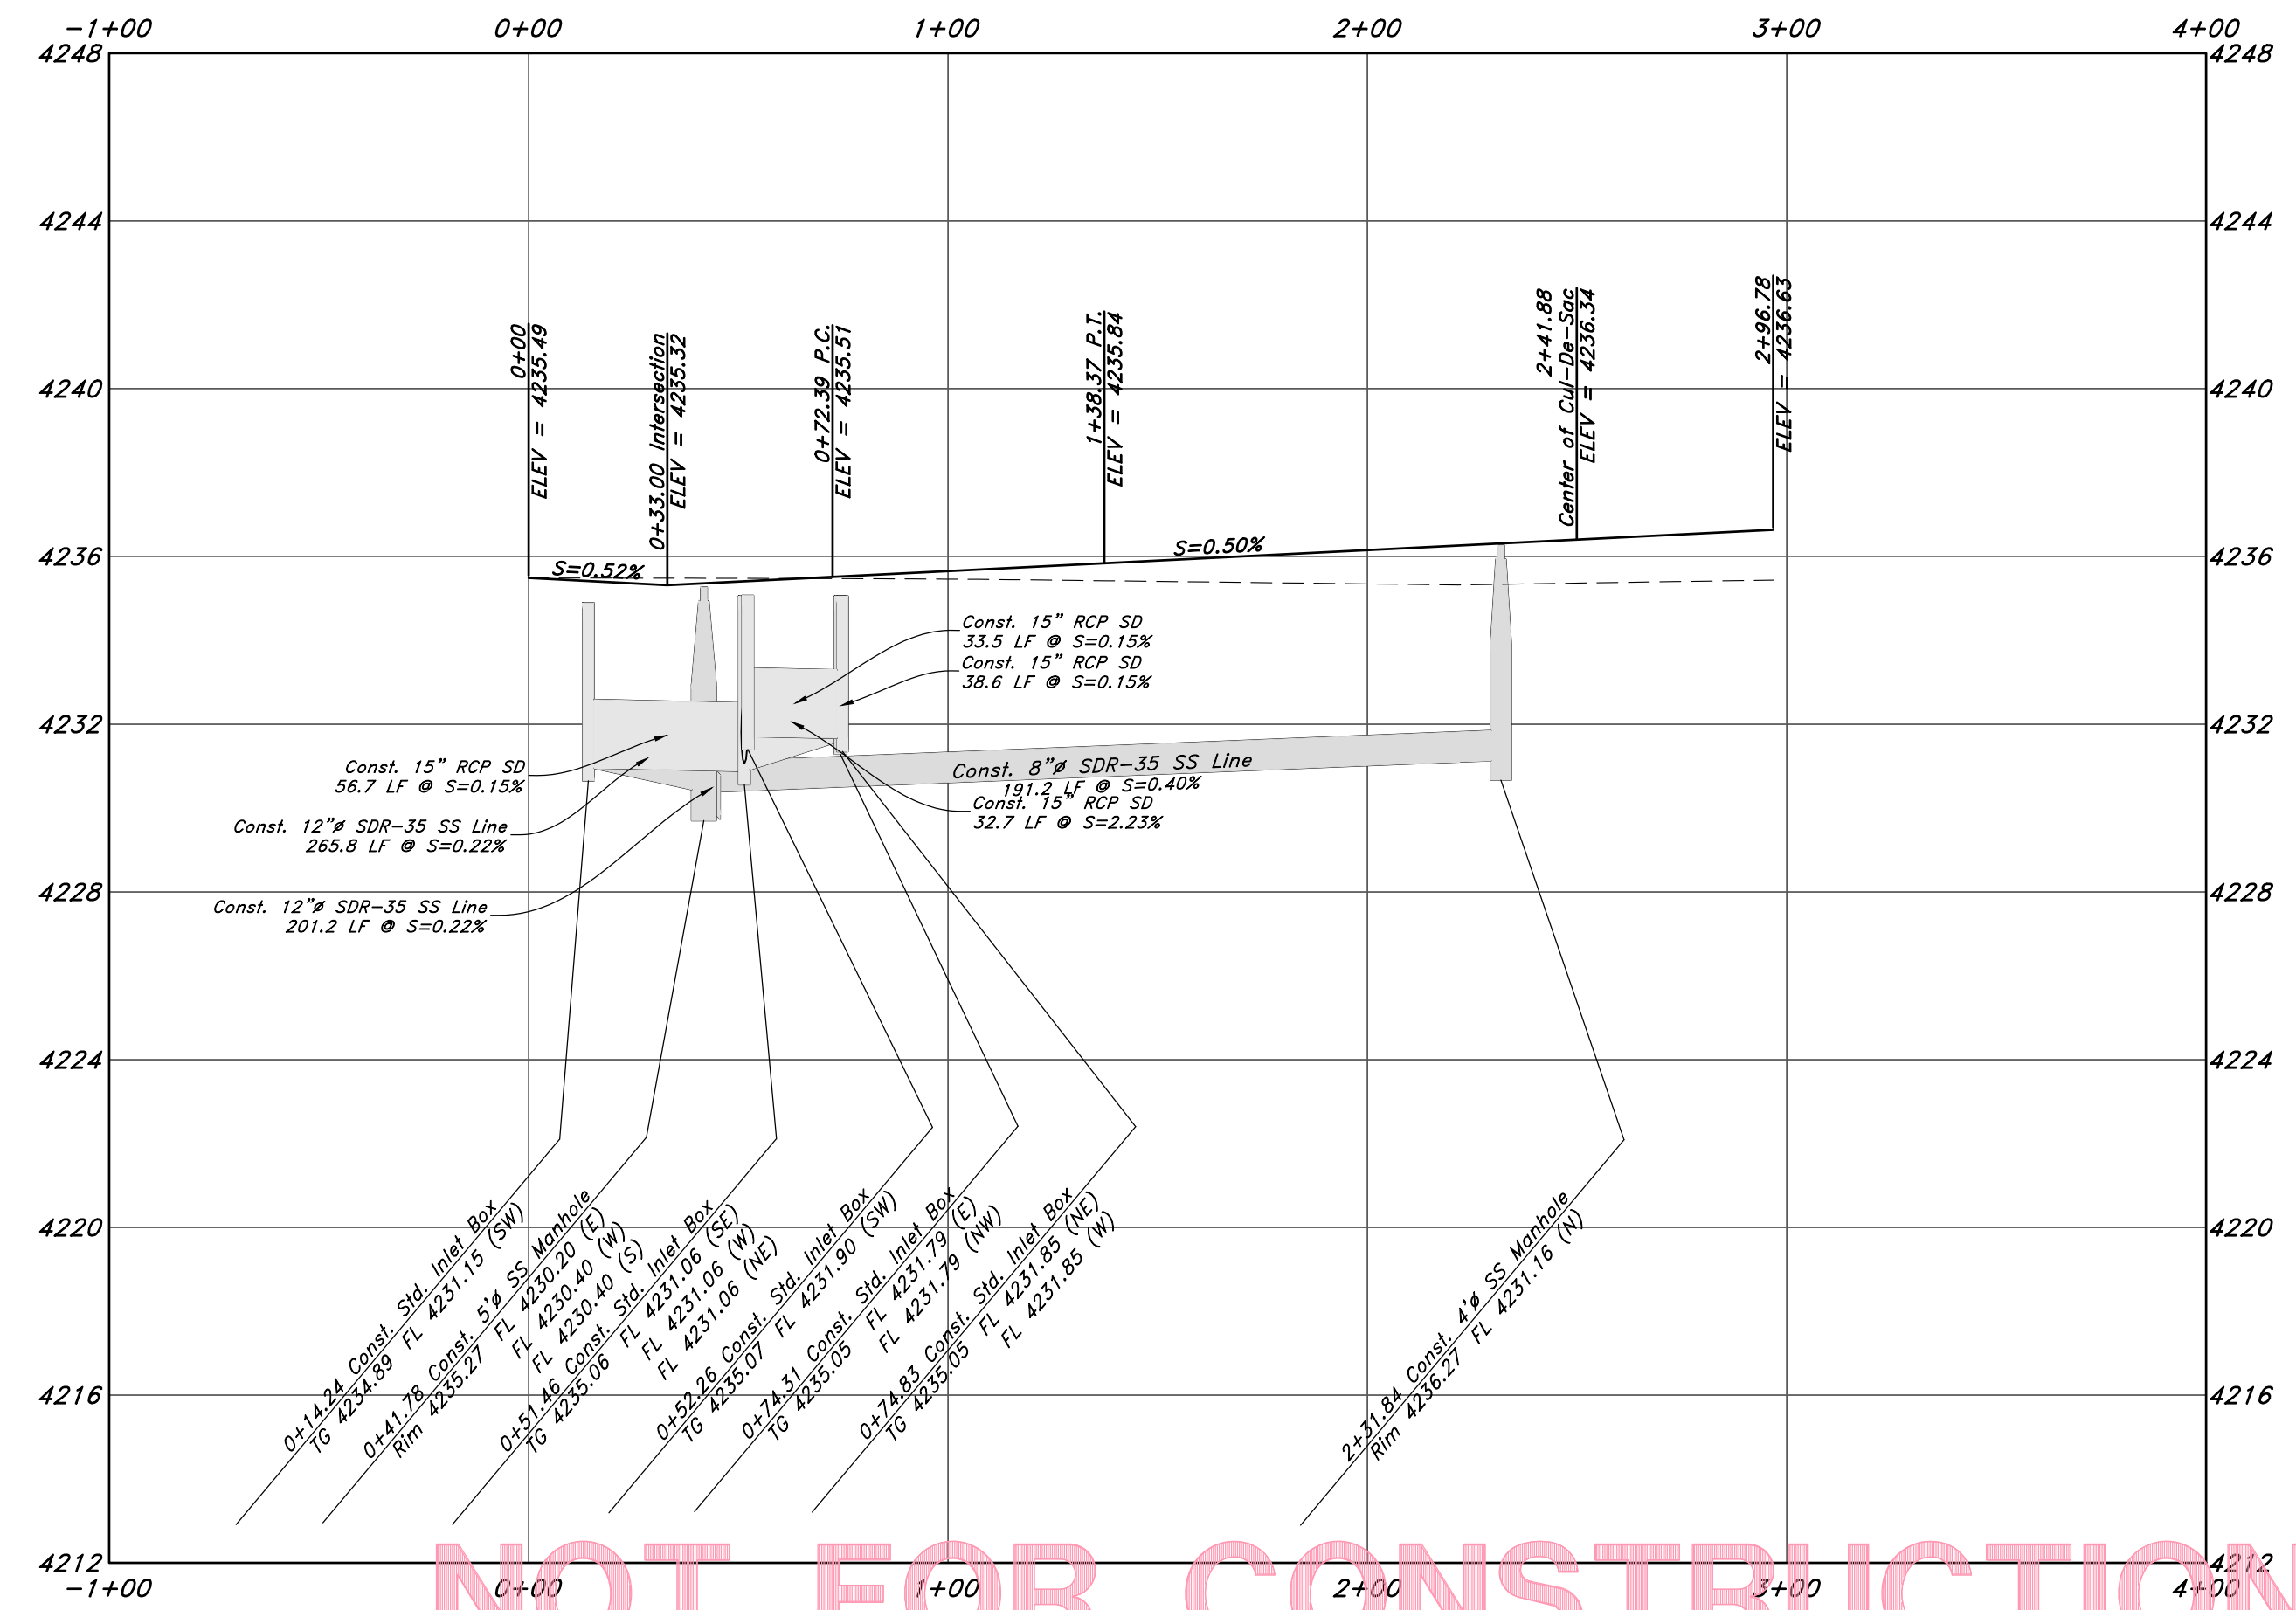 -1+00 0+00 1+00 2+00 3+00 4+00
4248 4248
4244 4244
4240 4240
4236 4236
4232 4232
4228 4228
4224 4224
4220 4220
4216 4216
4212 4212
-1+00 0+00 1+00 2+00 3+00 4+00
0+00
ELEV = 4235.49
0+33.00 Intersection
ELEV = 4235.32
0+72.39 P.C.
ELEV = 4235.51
1+38.37 P.T.
ELEV = 4235.84
2+41.88
Center of Cul-De-Sac
ELEV = 4236.34
2+96.78
ELEV = 4236.63
S=0.52%
S=0.50%
Const. 15" RCP SD
33.5 LF @ S=0.15%
Const. 15" RCP SD
38.6 LF @ S=0.15%
Const. 15" RCP SD
56.7 LF @ S=0.15%
Const. 8"ø SDR-35 SS Line
191.2 LF @ S=0.40%
Const. 15" RCP SD
32.7 LF @ S=2.23%
Const. 12"ø SDR-35 SS Line
265.8 LF @ S=0.22%
Const. 12"ø SDR-35 SS Line
201.2 LF @ S=0.22%
0+14.24 Const. Std. Inlet Box
TG 4234.89 FL 4231.15 (SW)
0+41.78 Const. 5'ø SS Manhole
Rim 4235.27 FL 4230.20 (E)
FL 4230.40 (W)
FL 4230.40 (S)
0+51.46 Const. Std. Inlet Box
TG 4235.06 FL 4231.06 (SE)
FL 4231.06 (W)
FL 4231.06 (NE)
0+52.26 Const. Std. Inlet Box
TG 4235.07 FL 4231.90 (SW)
0+74.31 Const. Std. Inlet Box
TG 4235.05 FL 4231.79 (E)
FL 4231.79 (NW)
0+74.83 Const. Std. Inlet Box
TG 4235.05 FL 4231.85 (NE)
FL 4231.85 (W)
2+31.84 Const. 4'ø SS Manhole
Rim 4236.27 FL 4231.16 (N)
NOT FOR CONSTRUCTION